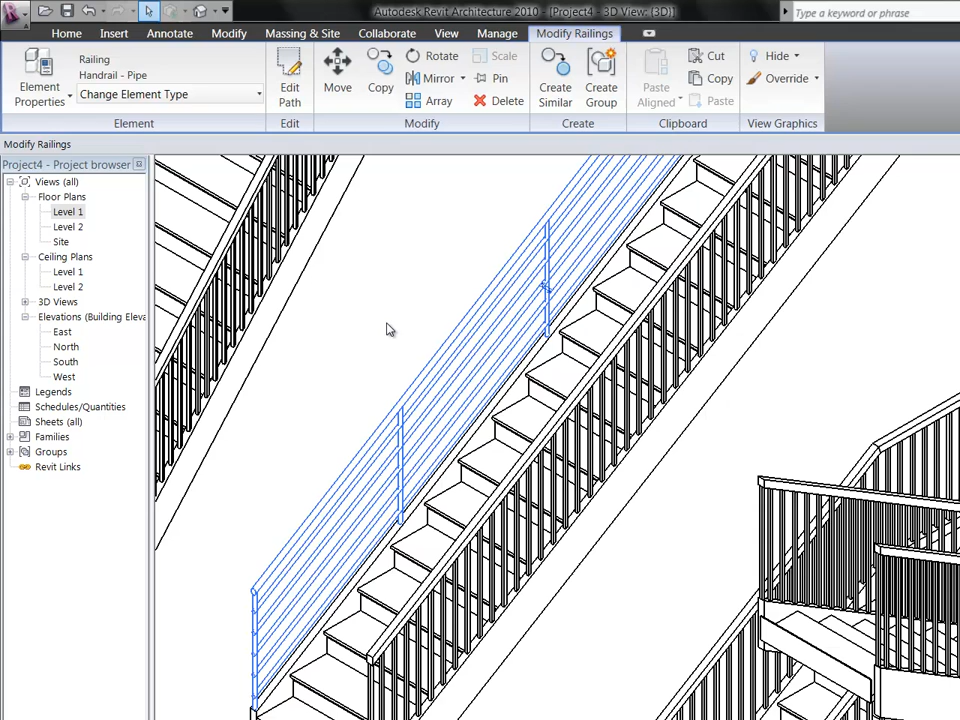 Autodesk Revit Architecture 2010 - [Project4 - 3D View: {3D}]
Type a keyword or phrase
Home Insert Annotate Modify Massing & Site Collaborate View Manage Modify Railings
Railing
Handrail - Pipe
Change Element Type
Element Properties
Edit Path
Move
Copy
Rotate
Mirror
Array
Scale
Pin
Delete
Create Similar
Create Group
Paste Aligned
Cut
Copy
Paste
Hide
Override
Element Edit Modify Create Clipboard View Graphics
Modify Railings
Project4 - Project browser
Views (all)
Floor Plans
Level 1
Level 2
Site
Ceiling Plans
Level 1
Level 2
3D Views
Elevations (Building Eleva
East
North
South
West
Legends
Schedules/Quantities
Sheets (all)
Families
Groups
Revit Links